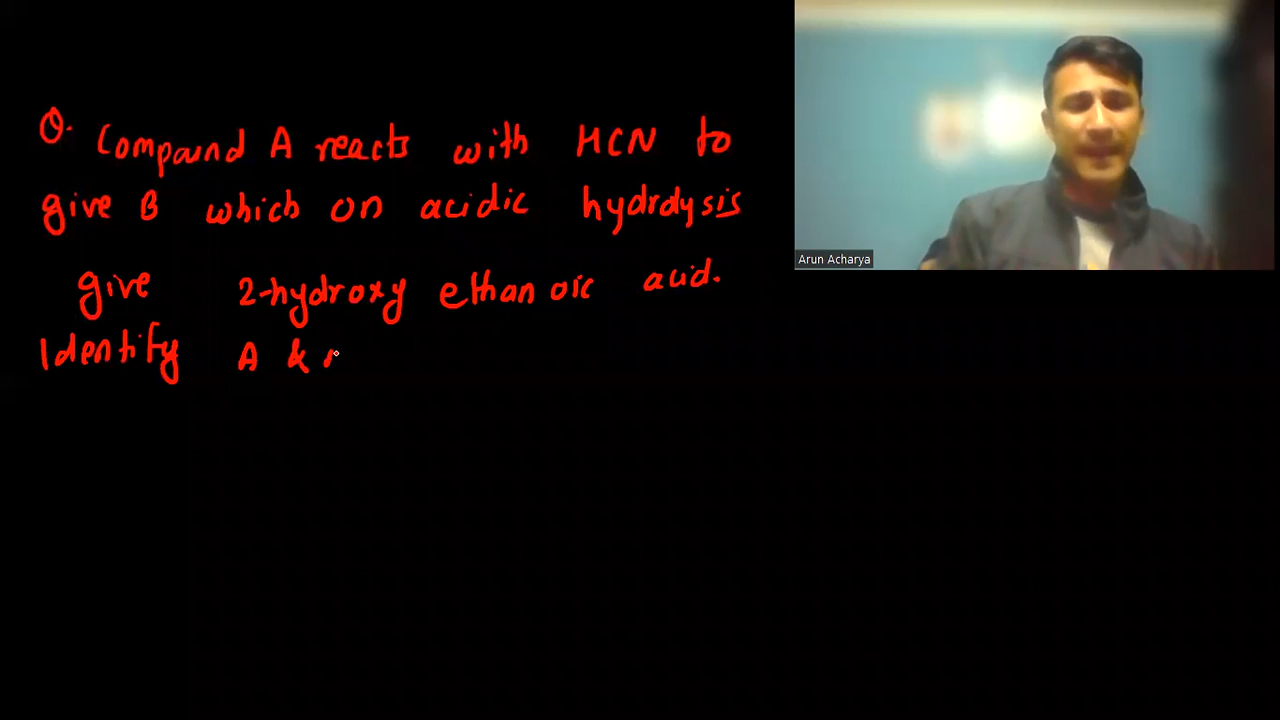 Q. Compound A reacts with HCN to
give B which on acidic hydrolysis
give 2-hydroxy ethanoic acid.
Identify A &
Arun Acharya